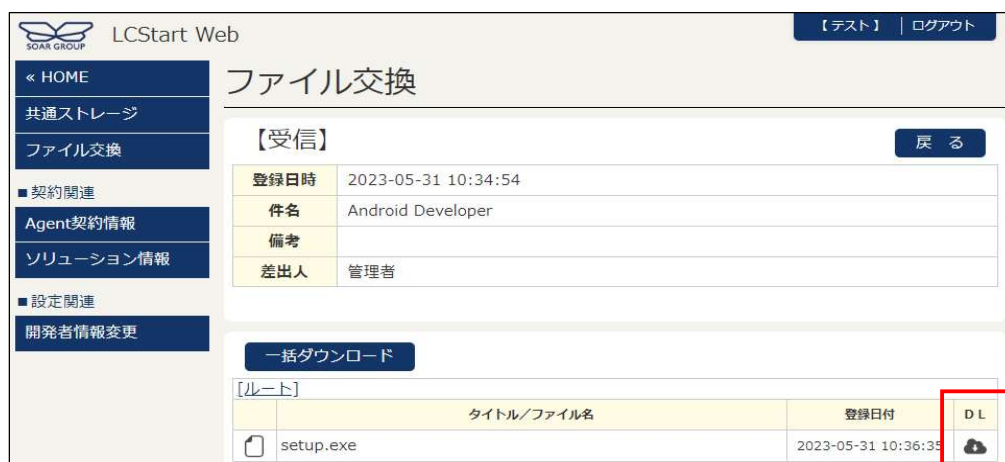 SOAR GROUP
LCStart Web
【テスト】 ログアウト
« HOME
共通ストレージ
ファイル交換
■契約関連
Agent契約情報
ソリューション情報
■設定関連
開発者情報変更
ファイル交換
【受信】
戻 る
登録日時 2023-05-31 10:34:54
件名 Android Developer
備考
差出人 管理者
一括ダウンロード
[ルート]
タイトル/ファイル名 登録日付 DL
setup.exe 2023-05-31 10:36:35